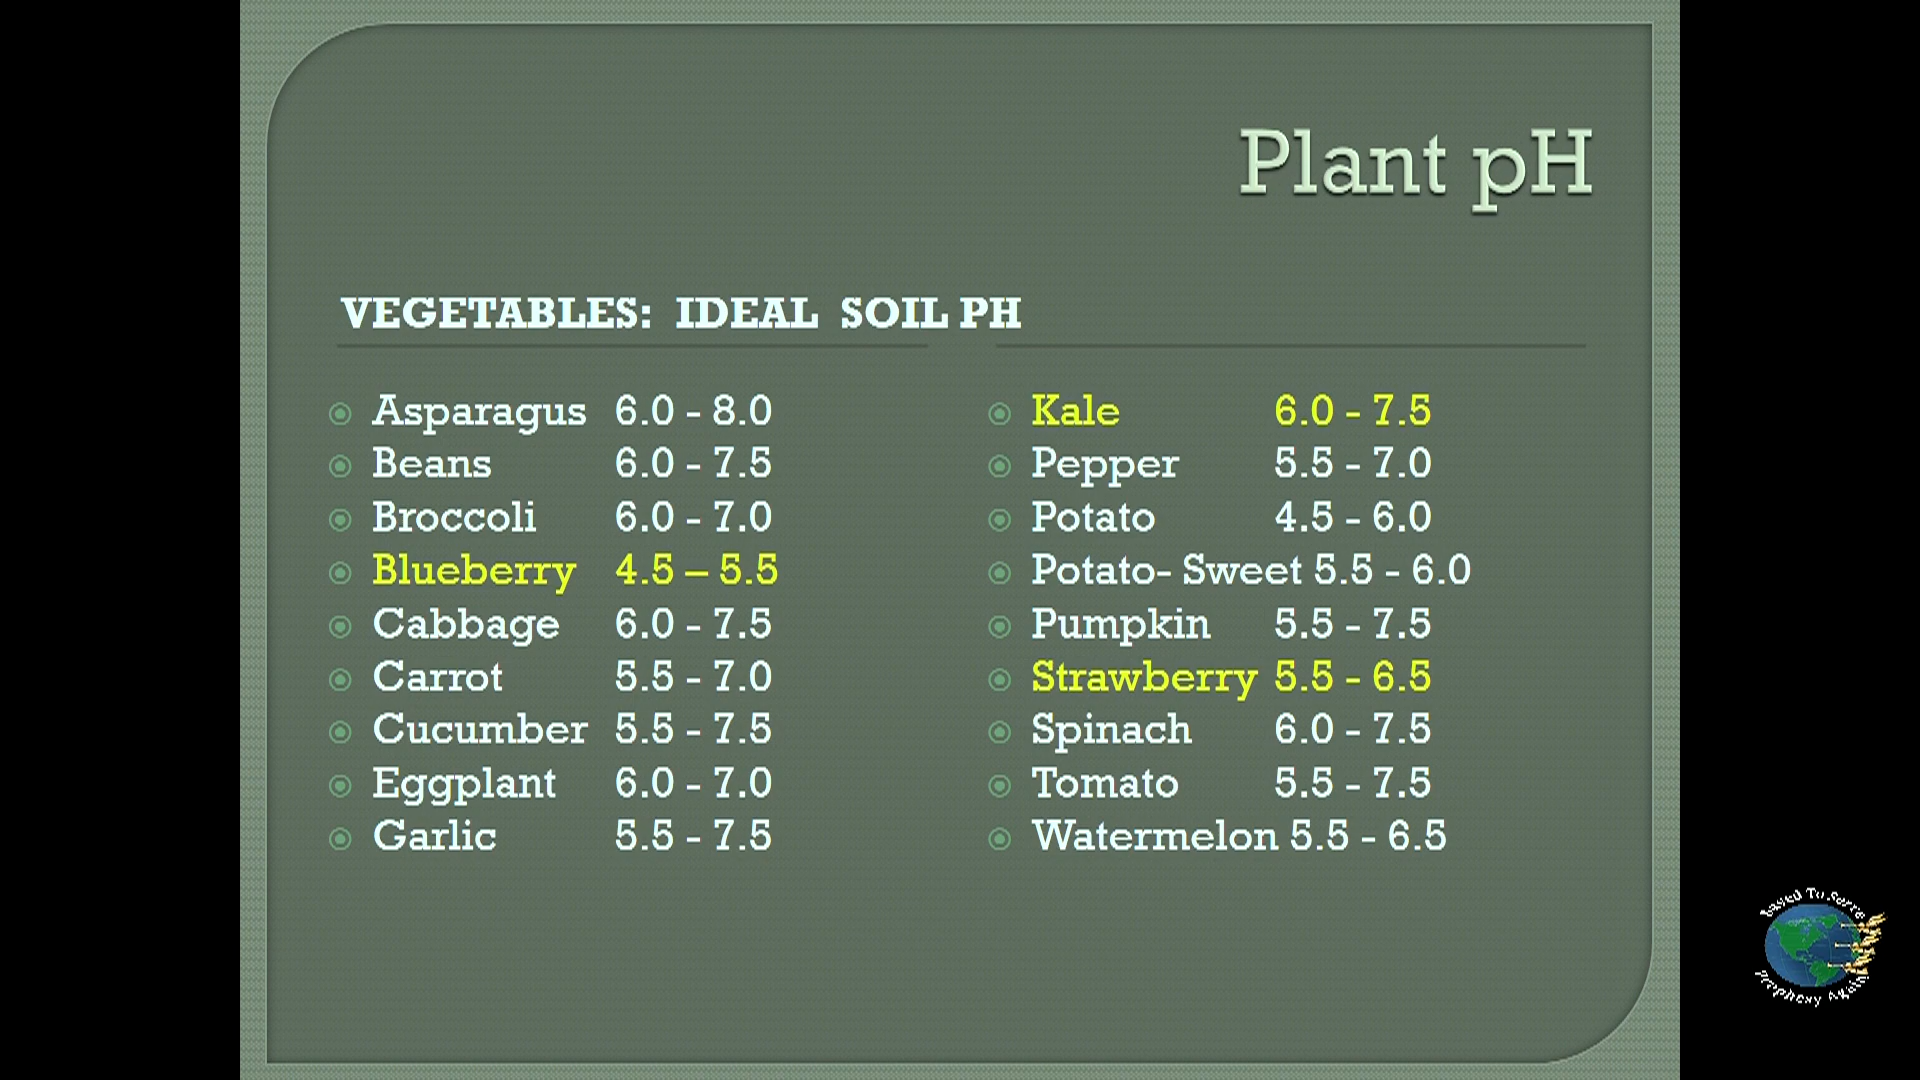 Plant pH
VEGETABLES: IDEAL SOIL PH
Asparagus 6.0 - 8.0
Beans 6.0 - 7.5
Broccoli 6.0 - 7.0
Blueberry 4.5 – 5.5
Cabbage 6.0 - 7.5
Carrot 5.5 - 7.0
Cucumber 5.5 - 7.5
Eggplant 6.0 - 7.0
Garlic 5.5 - 7.5
Kale 6.0 - 7.5
Pepper 5.5 - 7.0
Potato 4.5 - 6.0
Potato- Sweet 5.5 - 6.0
Pumpkin 5.5 - 7.5
Strawberry 5.5 - 6.5
Spinach 6.0 - 7.5
Tomato 5.5 - 7.5
Watermelon 5.5 - 6.5
To Serve
Prophecy Again